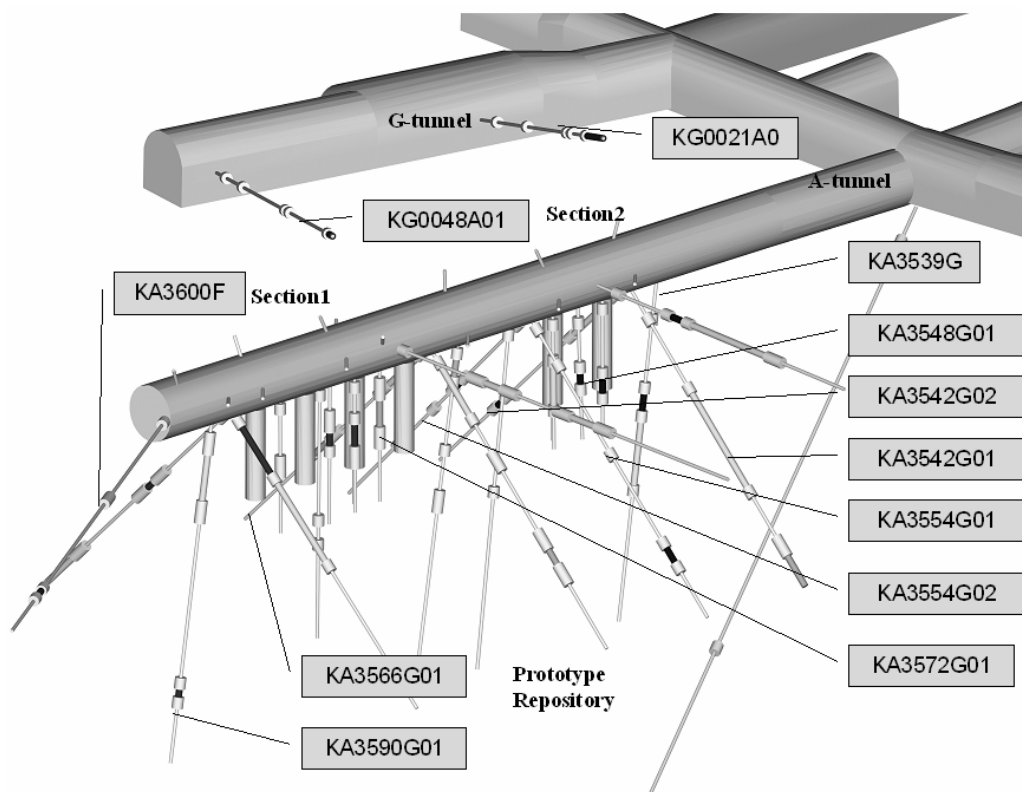 G-tunnel
KG0021A0
A-tunnel
KG0048A01
Section2
KA3539G
KA3600F
Section1
KA3548G01
KA3542G02
KA3542G01
KA3554G01
KA3554G02
KA3572G01
KA3566G01
Prototype
Repository
KA3590G01